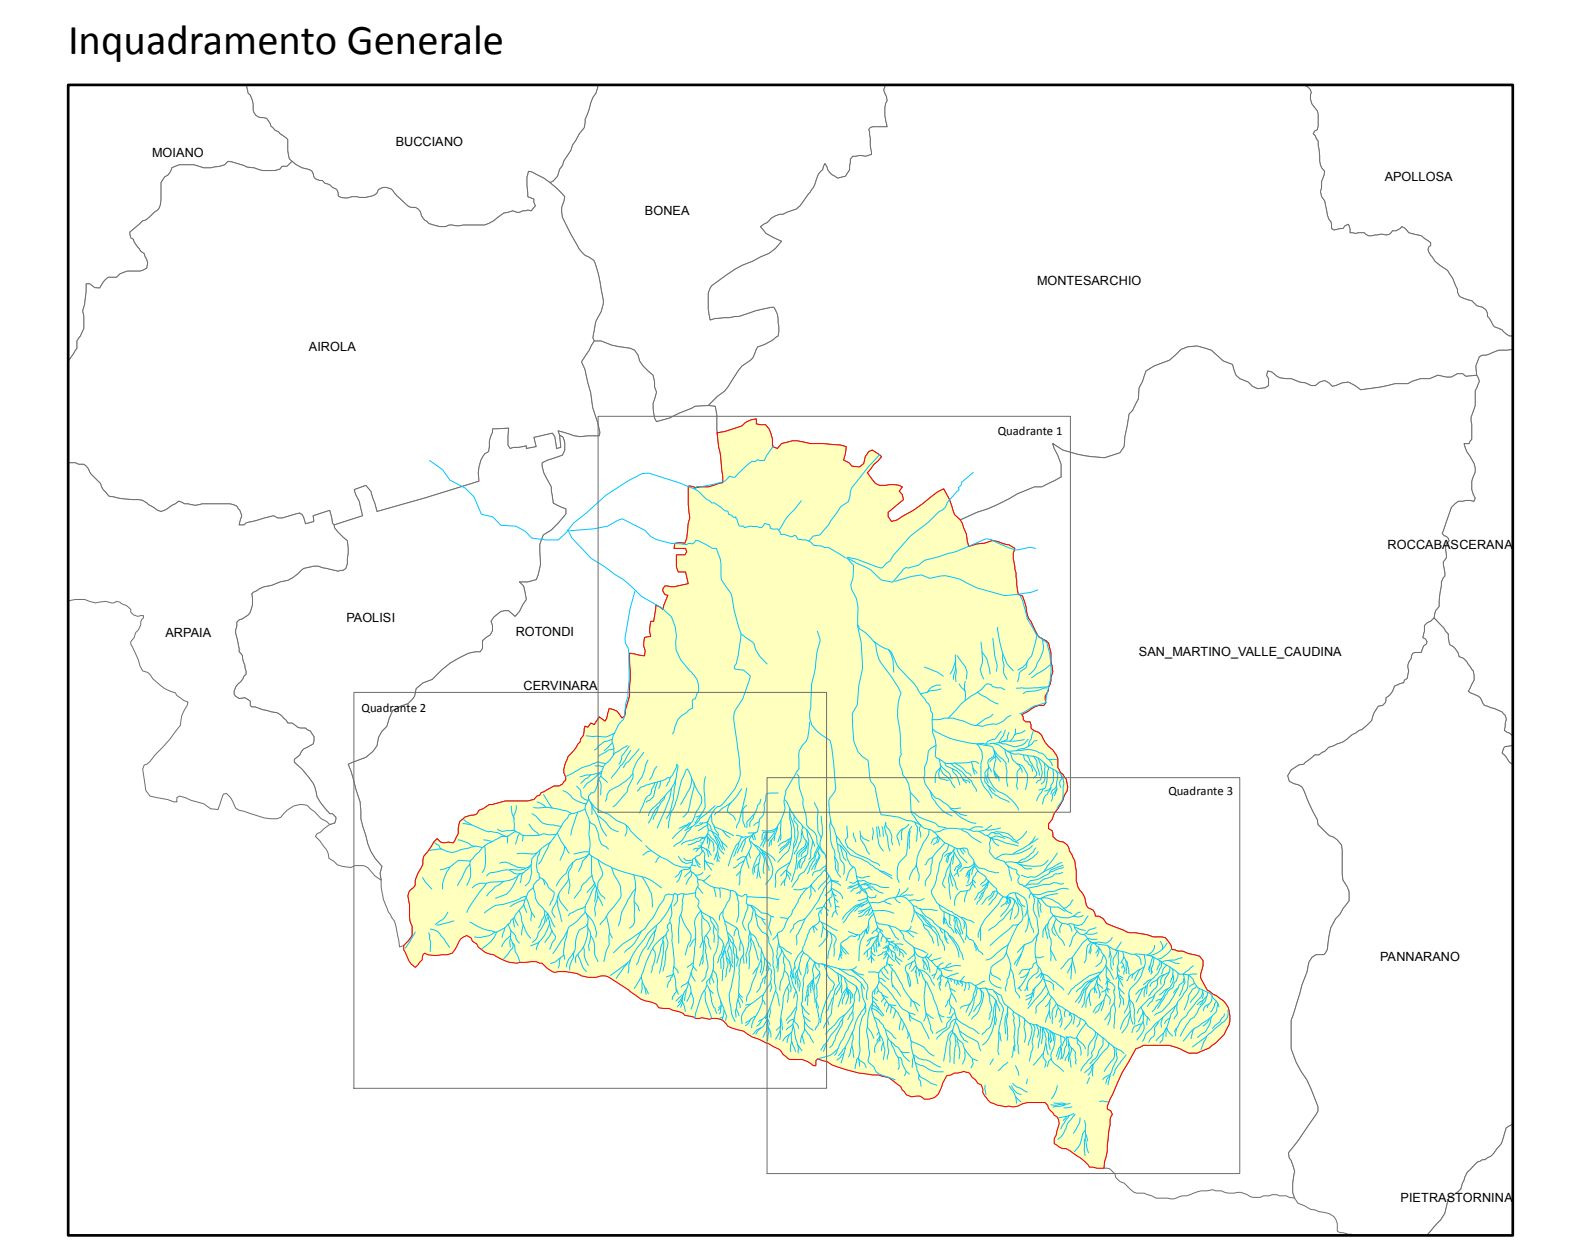 Inquadramento Generale
BUCCIANO
MOIANO
APOLLOSA
BONEA
MONTESARCHIO
AIROLA
Quadrante 1
ROCCABASCERANA
PAOLISI
ARPAIA
ROTONDI
SAN_MARTINO_VALLE_CAUDINA
CERVINARA
Quadrante 2
Quadrante 3
PANNARANO
PIETRASTORNINA